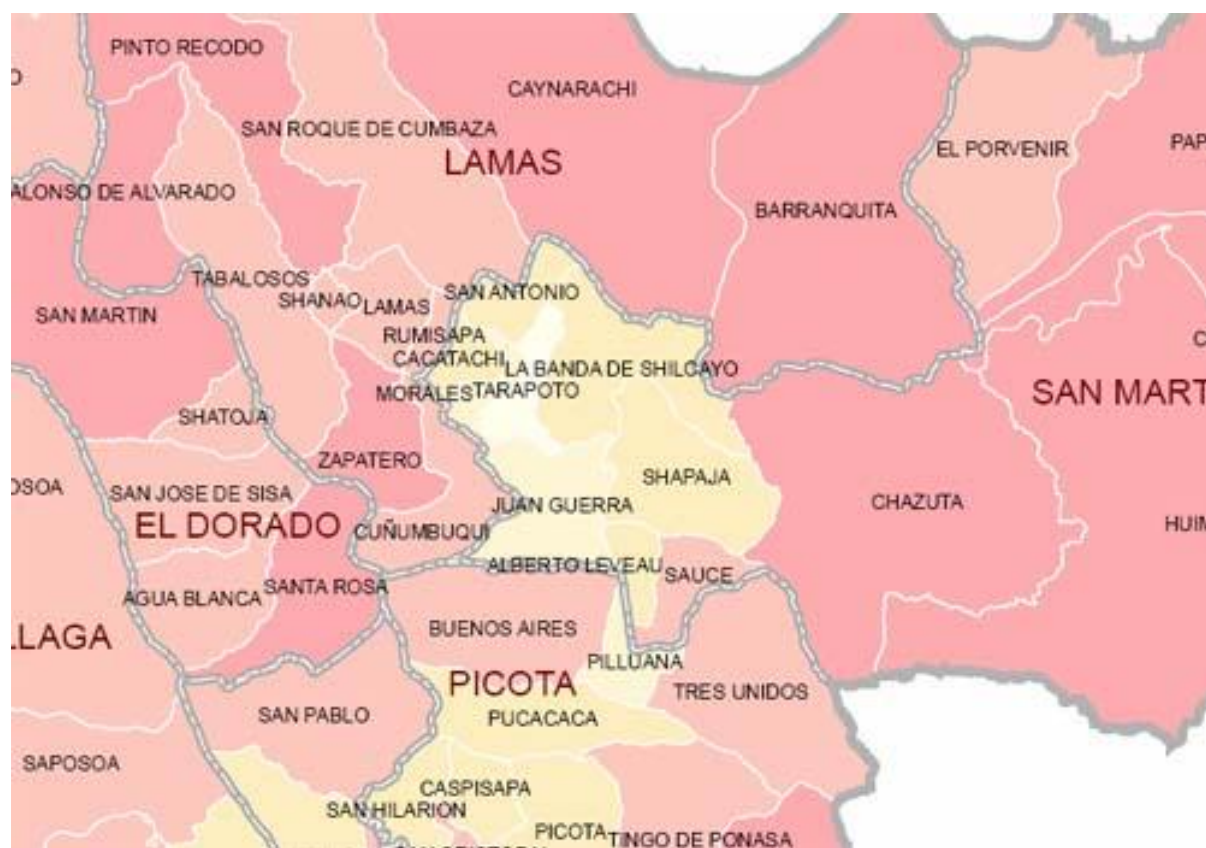 PINTO RECODO
CAYNARACHI
SAN ROQUE DE CUMBAZA
EL PORVENIR
PAP
LAMAS
ALONSO DE ALVARADO
BARRANQUITA
TABALOSOS
SHANAO
LAMAS
SAN ANTONIO
SAN MARTIN
RUMISAPA
CACATACHI
LA BANDA DE SHILCAYO
MORALES
TARAPOTO
SAN MART
SHATOJA
ZAPATERO
SHAPAJA
OSOA
SAN JOSE DE SISA
JUAN GUERRA
CHAZUTA
EL DORADO
CUÑUMBUQUI
HUIM
ALBERTO LEVEAU
SAUCE
SANTA ROSA
AGUA BLANCA
BUENOS AIRES
LLAGA
PILLUANA
PICOTA
TRES UNIDOS
SAN PABLO
PUCACACA
SAPOSOA
CASPISAPA
SAN HILARION
PICOTA
TINGO DE PONASA